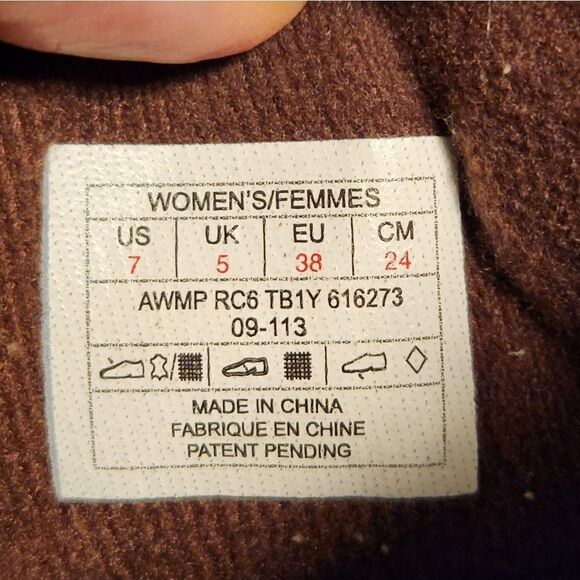 WOMEN'S/FEMMES
US UK EU CM
7 5 38 24
AWMP RC6 TB1Y 616273
09-113
MADE IN CHINA
FABRIQUE EN CHINE
PATENT PENDING